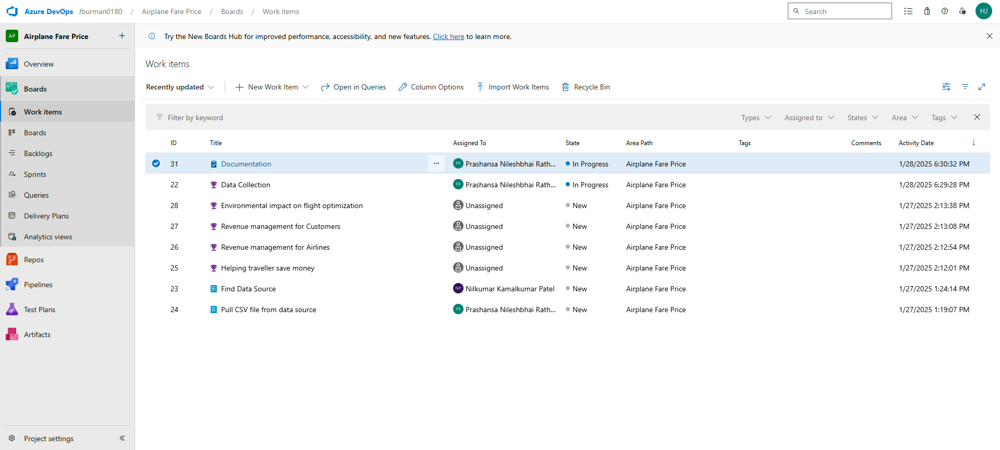 Azure DevOps Jburman0180 / Airplane Fare Price / Boards / Work items Search HJ
AP Airplane Fare Price +
Try the New Boards Hub for improved performance, accessibility, and new features. Click here to learn more.
Overview
Boards
Work items
Boards
Backlogs
Sprints
Queries
Delivery Plans
Analytics views
Repos
Pipelines
Test Plans
Artifacts
Project settings
Work items
Recently updated New Work Item Open in Queries Column Options Import Work Items Recycle Bin
Filter by keyword Types Assigned to States Area Tags
ID Title Assigned To State Area Path Tags Comments Activity Date
31 Documentation ... PR Prashansa Nileshbhai Rath... In Progress Airplane Fare Price 1/28/2025 6:30:32 PM
22 Data Collection PR Prashansa Nileshbhai Rath... In Progress Airplane Fare Price 1/28/2025 6:29:28 PM
28 Environmental impact on flight optimization Unassigned New Airplane Fare Price 1/27/2025 2:13:38 PM
27 Revenue management for Customers Unassigned New Airplane Fare Price 1/27/2025 2:13:08 PM
26 Revenue management for Airlines Unassigned New Airplane Fare Price 1/27/2025 2:12:54 PM
25 Helping traveller save money Unassigned New Airplane Fare Price 1/27/2025 2:12:01 PM
23 Find Data Source NP Nilkumar Kamalkumar Patel New Airplane Fare Price 1/27/2025 1:24:14 PM
24 Pull CSV file from data source PR Prashansa Nileshbhai Rath... New Airplane Fare Price 1/27/2025 1:19:07 PM